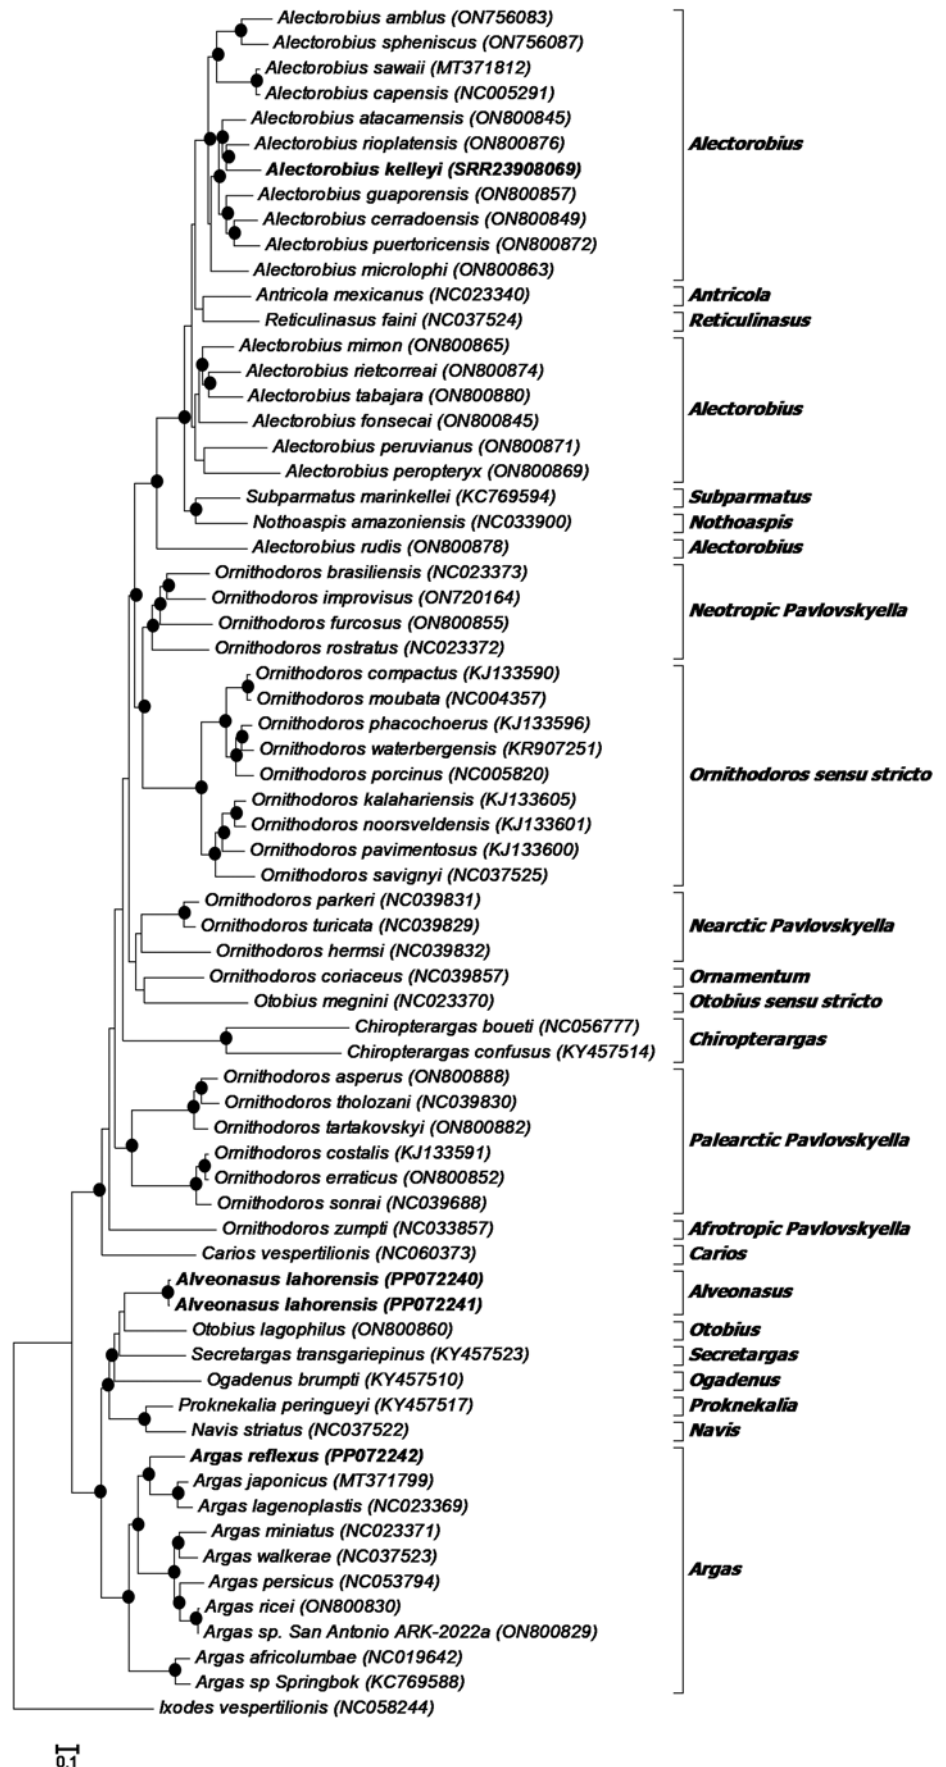 Alectorobius amblus (ON756083)
Alectorobius spheniscus (ON756087)
Alectorobius sawaii (MT371812)
Alectorobius capensis (NC005291)
Alectorobius atacamensis (ON800845)
Alectorobius rioplatensis (ON800876)
Alectorobius
Alectorobius kelleyi (SRR23908069)
Alectorobius guaporensis (ON800857)
Alectorobius cerradoensis (ON800849)
Alectorobius puertoricensis (ON800872)
Alectorobius microlophi (ON800863)
Antricola mexicanus (NC023340) Antricola
Reticulinasus faini (NC037524) Reticulinasus
Alectorobius mimon (ON800865)
Alectorobius rietcorreai (ON800874)
Alectorobius tabajara (ON800880)
Alectorobius
Alectorobius fonsecai (ON800845)
Alectorobius peruvianus (ON800871)
Alectorobius peropteryx (ON800869)
Subparmatus marinkellei (KC769594) Subparmatus
Nothoaspis amazoniensis (NC033900) Nothoaspis
Alectorobius rudis (ON800878) Alectorobius
Ornithodoros brasiliensis (NC023373)
Ornithodoros improvisus (ON720164)
Neotropic Pavlovskyella
Ornithodoros furcosus (ON800855)
Ornithodoros rostratus (NC023372)
Ornithodoros compactus (KJ133590)
Ornithodoros moubata (NC004357)
Ornithodoros phacochoerus (KJ133596)
Ornithodoros waterbergensis (KR907251)
Ornithodoros porcinus (NC005820) Ornithodoros sensu stricto
Ornithodoros kalahariensis (KJ133605)
Ornithodoros noorsveldensis (KJ133601)
Ornithodoros pavimentosus (KJ133600)
Ornithodoros savignyi (NC037525)
Ornithodoros parkeri (NC039831)
Ornithodoros turicata (NC039829) Nearctic Pavlovskyella
Ornithodoros hermsi (NC039832)
Ornithodoros coriaceus (NC039857) Ornamentum
Otobius megnini (NC023370) Otobius sensu stricto
Chiropterargas boueti (NC056777)
Chiropterargas
Chiropterargas confusus (KY457514)
Ornithodoros asperus (ON800888)
Ornithodoros tholozani (NC039830)
Ornithodoros tartakovskyi (ON800882)
Palearctic Pavlovskyella
Ornithodoros costalis (KJ133591)
Ornithodoros erraticus (ON800852)
Ornithodoros sonrai (NC039688)
Ornithodoros zumpti (NC033857) Afrotropic Pavlovskyella
Carios vespertilionis (NC060373) Carios
Alveonasus lahorensis (PP072240)
Alveonasus
Alveonasus lahorensis (PP072241)
Otobius lagophilus (ON800860) Otobius
Secretargas transgariepinus (KY457523) Secretargas
Ogadenus brumpti (KY457510) Ogadenus
Proknekalia peringueyi (KY457517) Proknekalia
Navis striatus (NC037522) Navis
Argas reflexus (PP072242)
Argas japonicus (MT371799)
Argas lagenoplastis (NC023369)
Argas miniatus (NC023371)
Argas walkerae (NC037523)
Argas
Argas persicus (NC053794)
Argas ricei (ON800830)
Argas sp. San Antonio ARK-2022a (ON800829)
Argas africolumbae (NC019642)
Argas sp Springbok (KC769588)
Ixodes vespertilionis (NC058244)
0.1